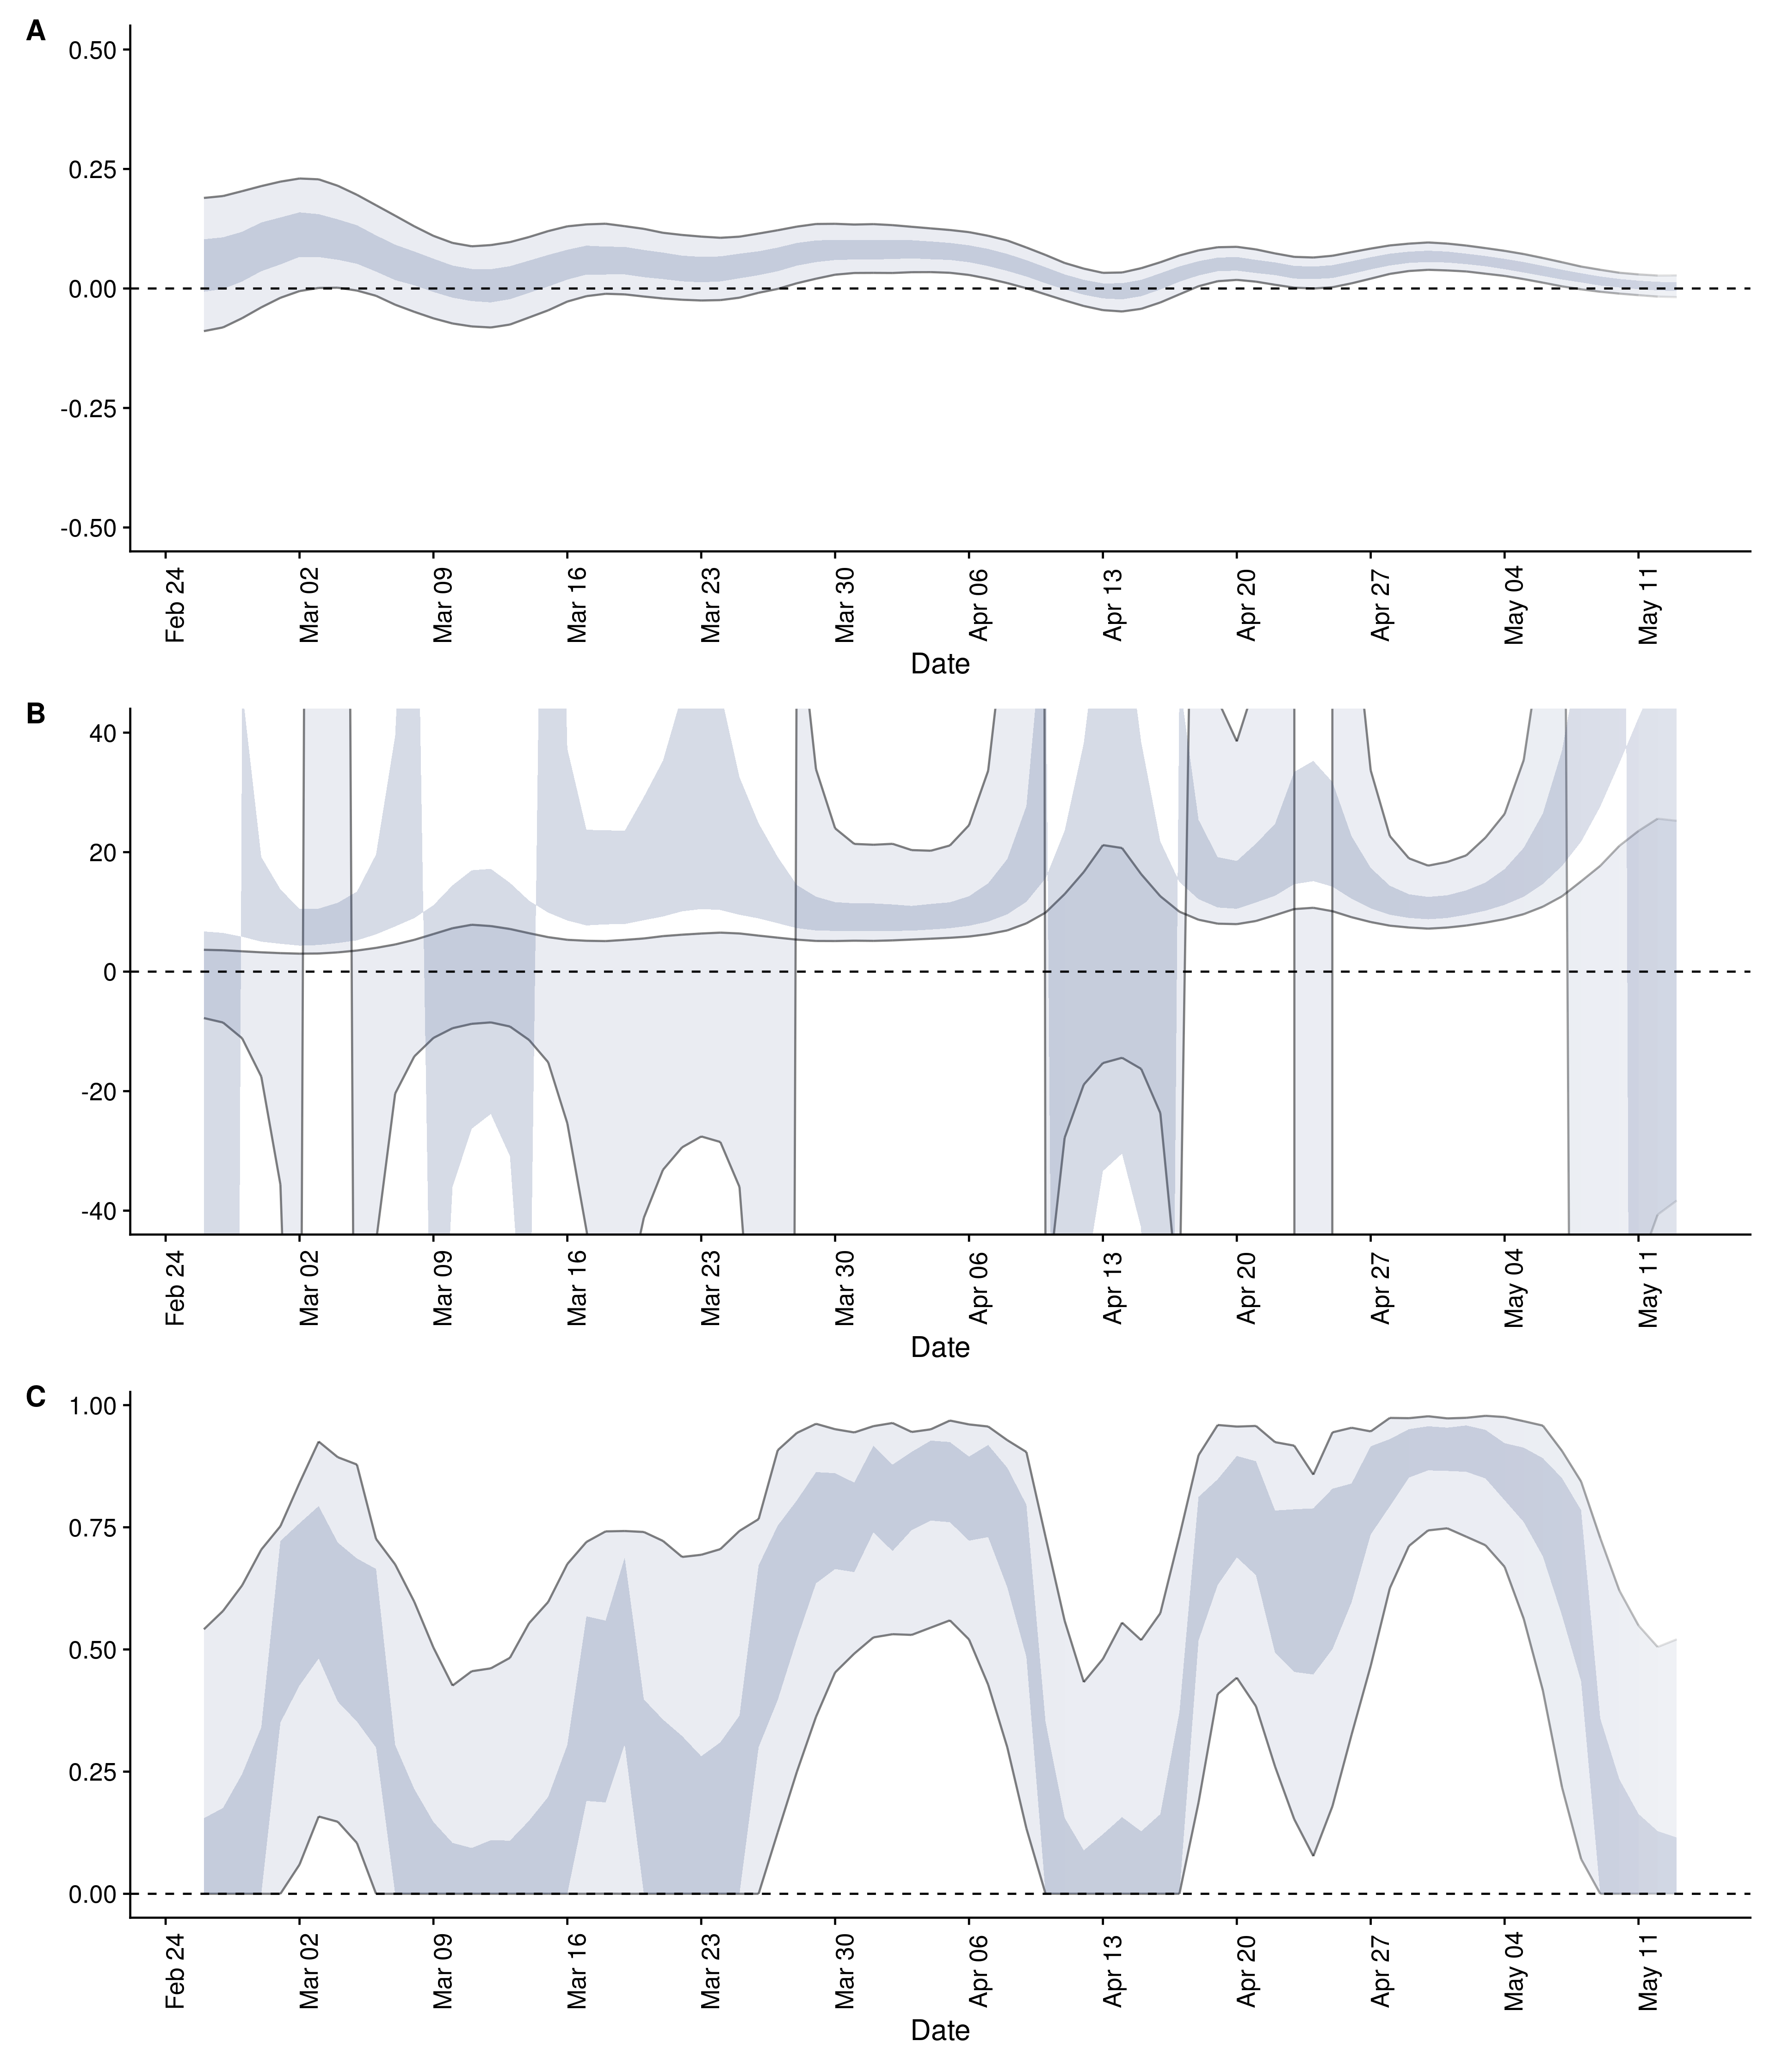 A
0.50
0.25
0.00
-0.25
-0.50
Feb 24
Mar 02
Mar 09
Mar 16
Mar 23
Mar 30
Apr 06
Apr 13
Apr 20
Apr 27
May 04
May 11
Date
B
40
20
0
-20
-40
Feb 24
Mar 02
Mar 09
Mar 16
Mar 23
Mar 30
Apr 06
Apr 13
Apr 20
Apr 27
May 04
May 11
Date
C
1.00
0.75
0.50
0.25
0.00
Feb 24
Mar 02
Mar 09
Mar 16
Mar 23
Mar 30
Apr 06
Apr 13
Apr 20
Apr 27
May 04
May 11
Date